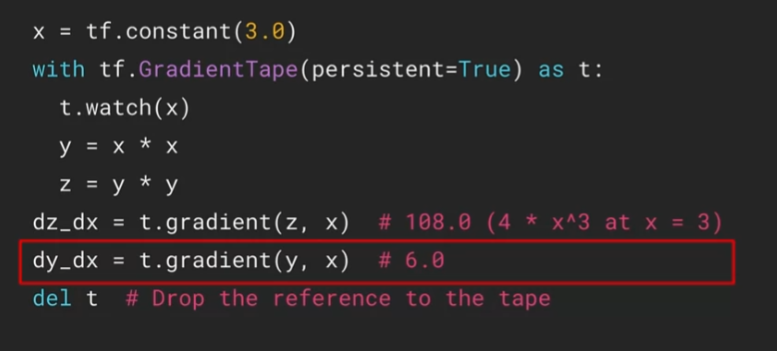 x = tf.constant(3.0)
with tf.GradientTape(persistent=True) as t:
  t.watch(x)
  y = x * x
  z = y * y
dz_dx = t.gradient(z, x)  # 108.0 (4 * x^3 at x = 3)
dy_dx = t.gradient(y, x)  # 6.0
del t  # Drop the reference to the tape